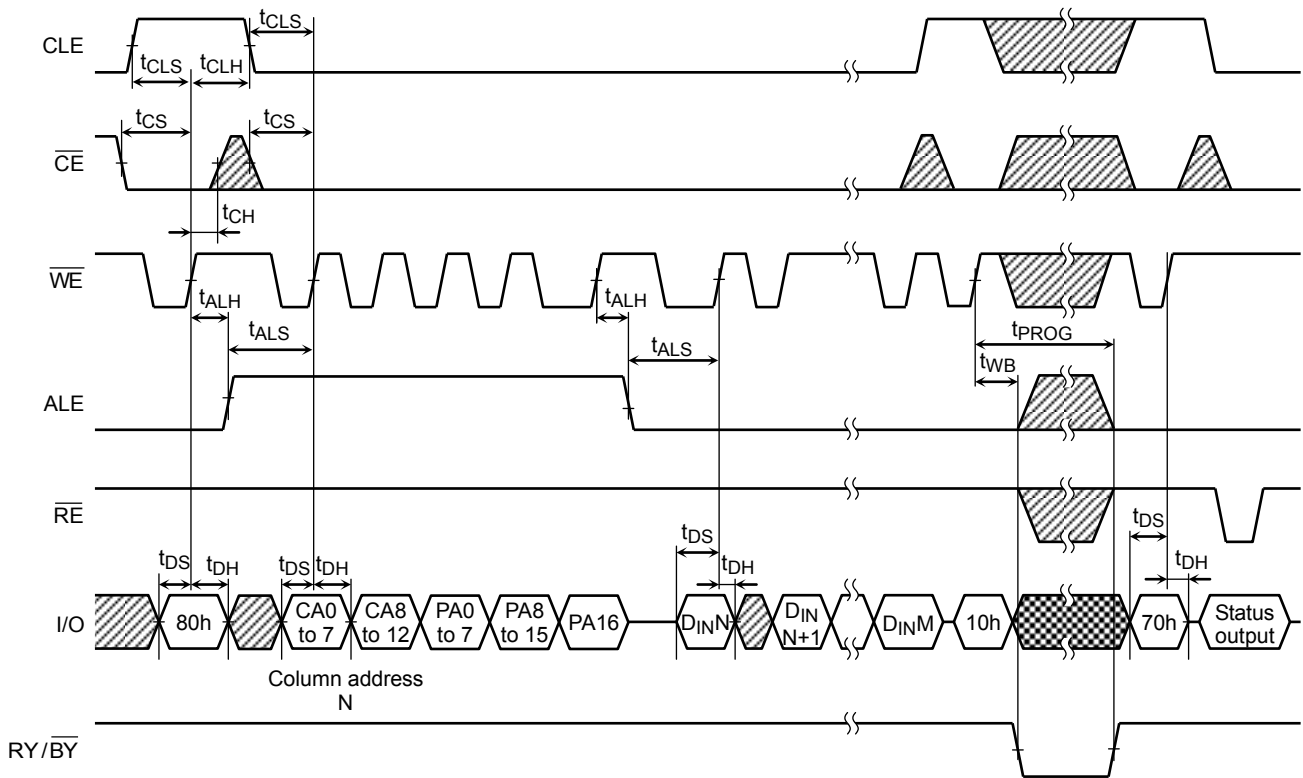 CLE
tCLS
tCLS
tCLH
CE
tCS
tCS
tCH
WE
tALH
tALS
tALH
tALS
tPROG
tWB
ALE
RE
tDS
tDH
tDS
tDH
tDS
tDH
tDS
tDH
I/O
80h
CA0 to 7
CA8 to 12
PA0 to 7
PA8 to 15
PA16
DINN
DIN N+1
DINM
10h
70h
Status output
Column address
N
RY/BY